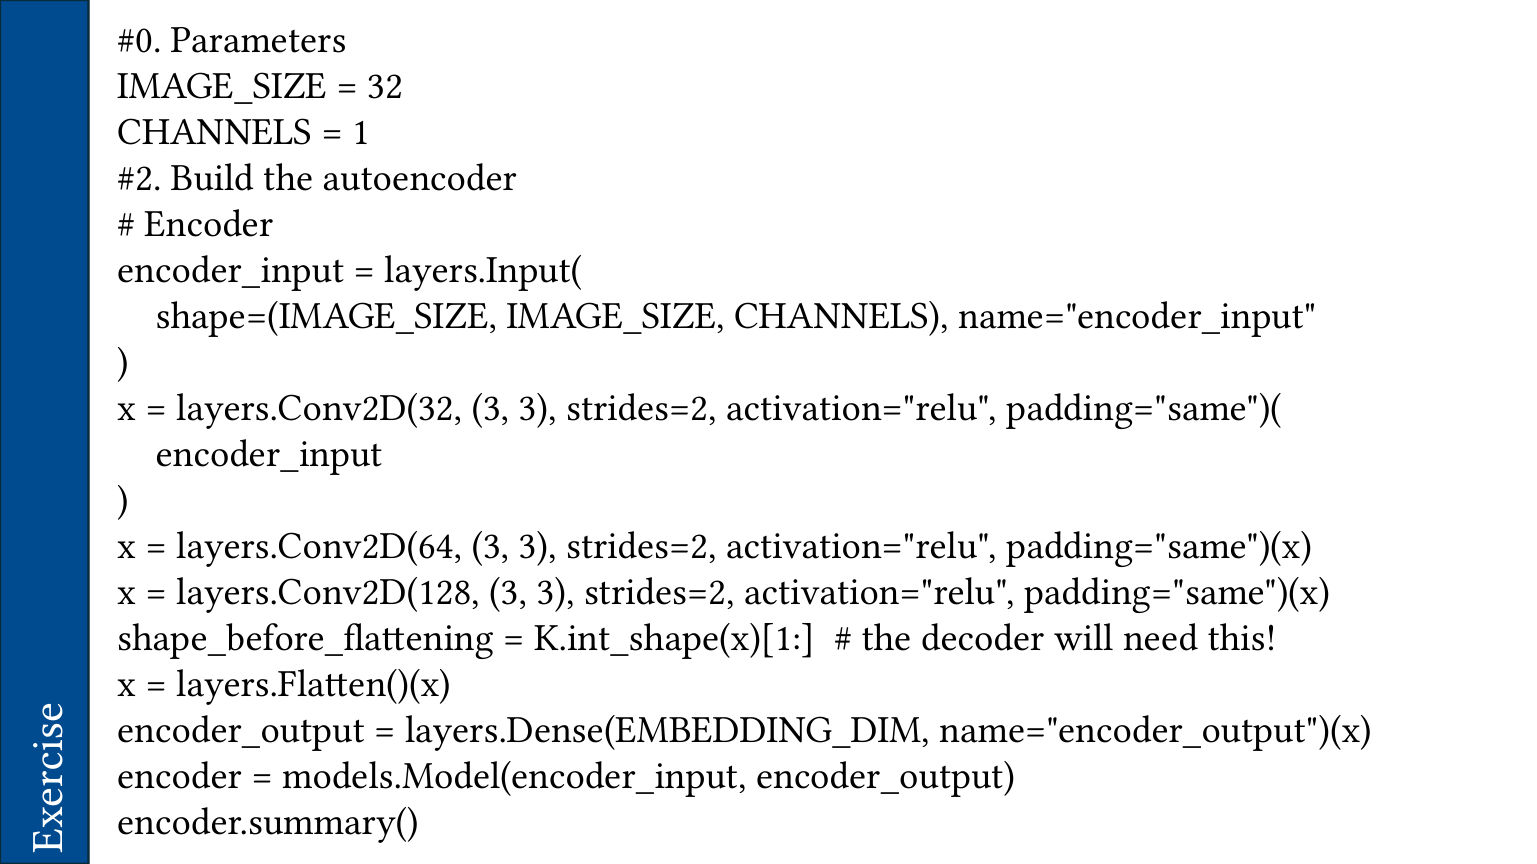 #0. Parameters
IMAGE_SIZE = 32
CHANNELS = 1
#2. Build the autoencoder
# Encoder
encoder_input = layers.Input(
    shape=(IMAGE_SIZE, IMAGE_SIZE, CHANNELS), name="encoder_input"
)
x = layers.Conv2D(32, (3, 3), strides=2, activation="relu", padding="same")(
    encoder_input
)
x = layers.Conv2D(64, (3, 3), strides=2, activation="relu", padding="same")(x)
x = layers.Conv2D(128, (3, 3), strides=2, activation="relu", padding="same")(x)
shape_before_flattening = K.int_shape(x)[1:]  # the decoder will need this!
x = layers.Flatten()(x)
encoder_output = layers.Dense(EMBEDDING_DIM, name="encoder_output")(x)
encoder = models.Model(encoder_input, encoder_output)
encoder.summary()
Exercise